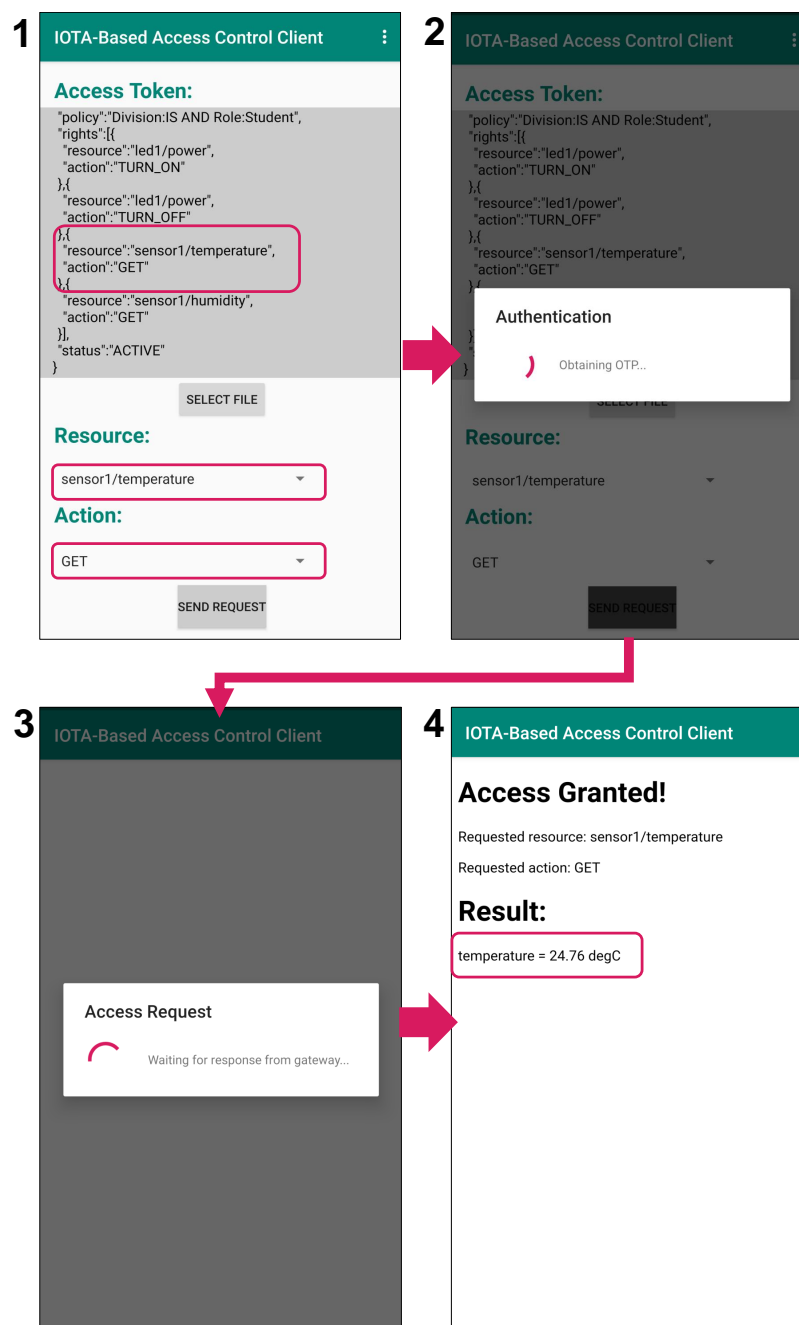 1
IOTA-Based Access Control Client
Access Token:
"policy":"Division:IS AND Role:Student",
"rights":[{
"resource":"led1/power",
"action":"TURN_ON"
},{
"resource":"led1/power",
"action":"TURN_OFF"
},{
"resource":"sensor1/temperature",
"action":"GET"
},{
"resource":"sensor1/humidity",
"action":"GET"
}],
"status":"ACTIVE"
}
SELECT FILE
Resource:
sensor1/temperature
Action:
GET
SEND REQUEST
2
IOTA-Based Access Control Client
Access Token:
"policy":"Division:IS AND Role:Student",
"rights":[{
"resource":"led1/power",
"action":"TURN_ON"
},{
"resource":"led1/power",
"action":"TURN_OFF"
},{
"resource":"sensor1/temperature",
"action":"GET"
},{
}
"
}
Authentication
Obtaining OTP...
SELECT FILE
Resource:
sensor1/temperature
Action:
GET
SEND REQUEST
3
IOTA-Based Access Control Client
Access Request
Waiting for response from gateway...
4
IOTA-Based Access Control Client
Access Granted!
Requested resource: sensor1/temperature
Requested action: GET
Result:
temperature = 24.76 degC